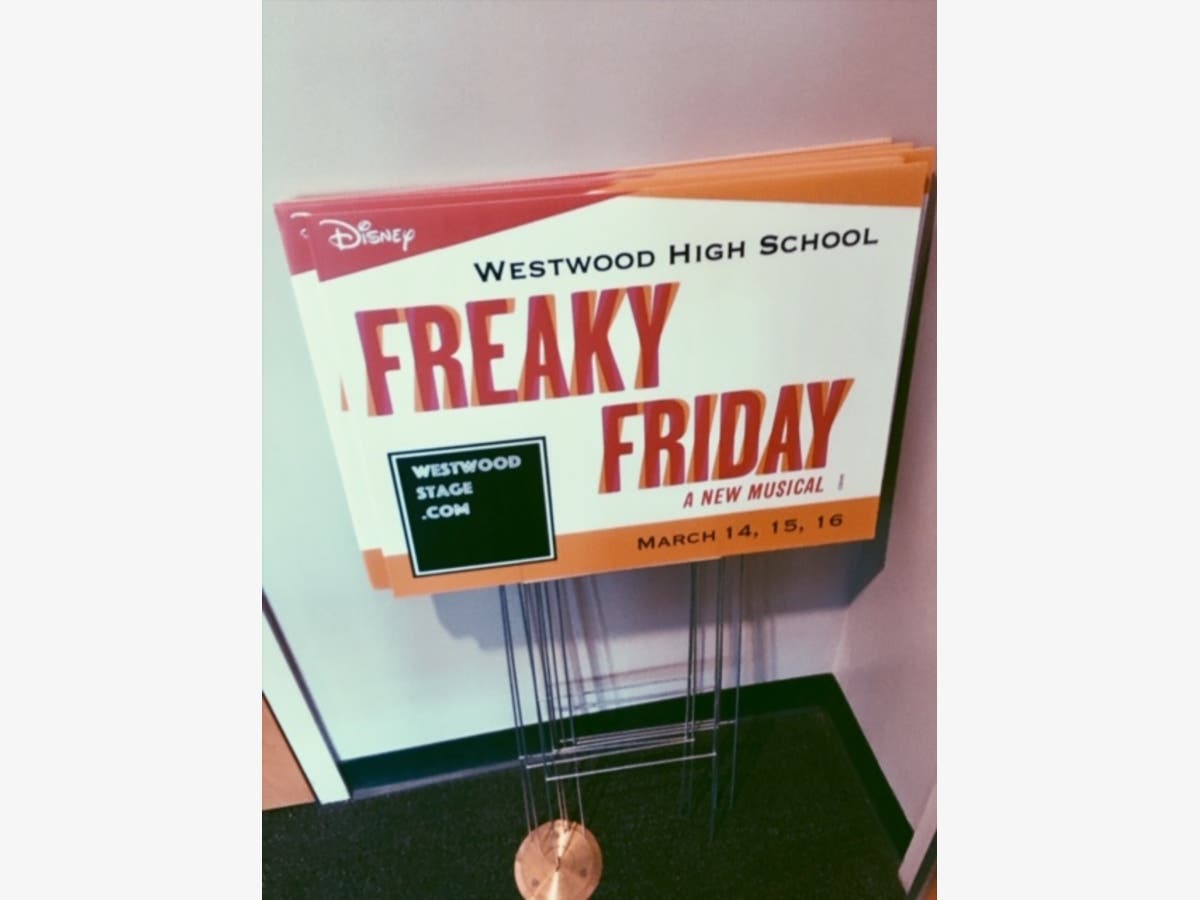 Disney
WESTWOOD HIGH SCHOOL
FREAKY
FRIDAY
A NEW MUSICAL
WESTWOOD
STAGE
.COM
MARCH 14, 15, 16